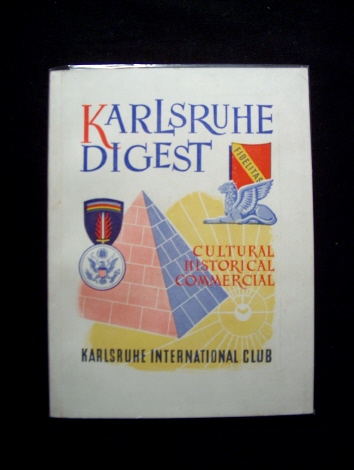 KARLSRUHE
DIGEST
FIDELITAS
CULTURAL
HISTORICAL
COMMERCIAL
KARLSRUHE INTERNATIONAL CLUB